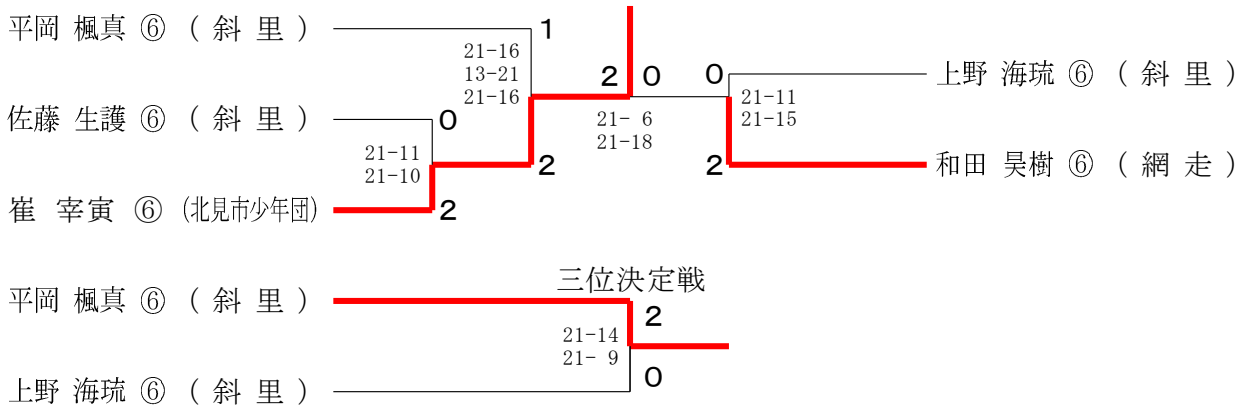 平岡 楓真 ⑥ ( 斜 里 )
1
21-16
13-21
21-16
2 0
0
上野 海琉 ⑥ ( 斜 里 )
佐藤 生護 ⑥ ( 斜 里 )
0
21- 6
21-18
21-11
21-15
21-11
21-10
2
2
和田 昊樹 ⑥ ( 網 走 )
崔 宰寅 ⑥ (北見市少年団)
2
三位決定戦
平岡 楓真 ⑥ ( 斜 里 )
2
21-14
21- 9
0
上野 海琉 ⑥ ( 斜 里 )